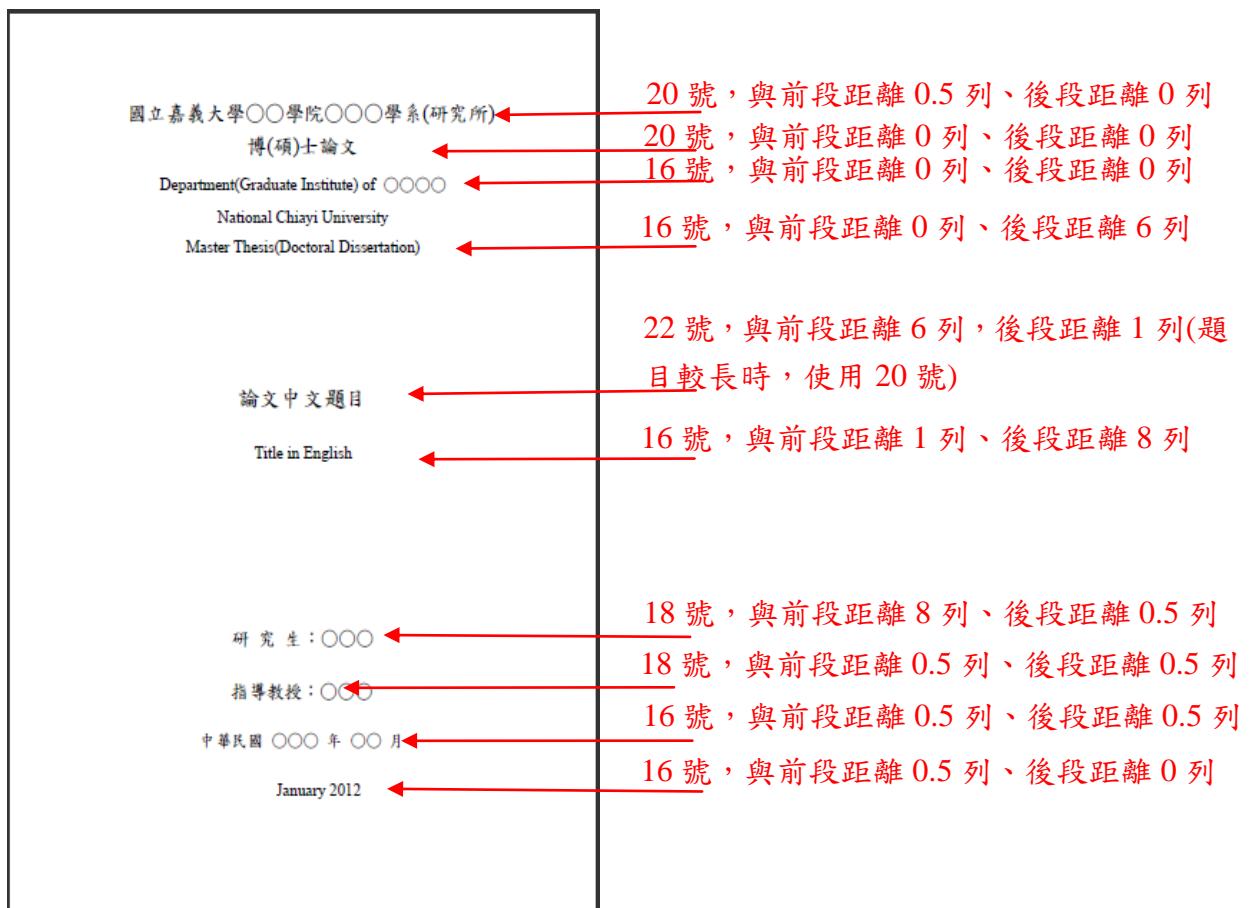 國立嘉義大學○○學院○○○學系(研究所)
博(碩)士論文
Department(Graduate Institute) of ○○○○
National Chiayi University
Master Thesis(Doctoral Dissertation)
論文中文題目
Title in English
研 究 生：○○○
指導教授：○○○
中華民國 ○○○ 年 ○○ 月
January 2012
20 號，與前段距離 0.5 列、後段距離 0 列
20 號，與前段距離 0 列、後段距離 0 列
16 號，與前段距離 0 列、後段距離 0 列
16 號，與前段距離 0 列、後段距離 6 列
22 號，與前段距離 6 列，後段距離 1 列(題
目較長時，使用 20 號)
16 號，與前段距離 1 列、後段距離 8 列
18 號，與前段距離 8 列、後段距離 0.5 列
18 號，與前段距離 0.5 列、後段距離 0.5 列
16 號，與前段距離 0.5 列、後段距離 0.5 列
16 號，與前段距離 0.5 列、後段距離 0 列